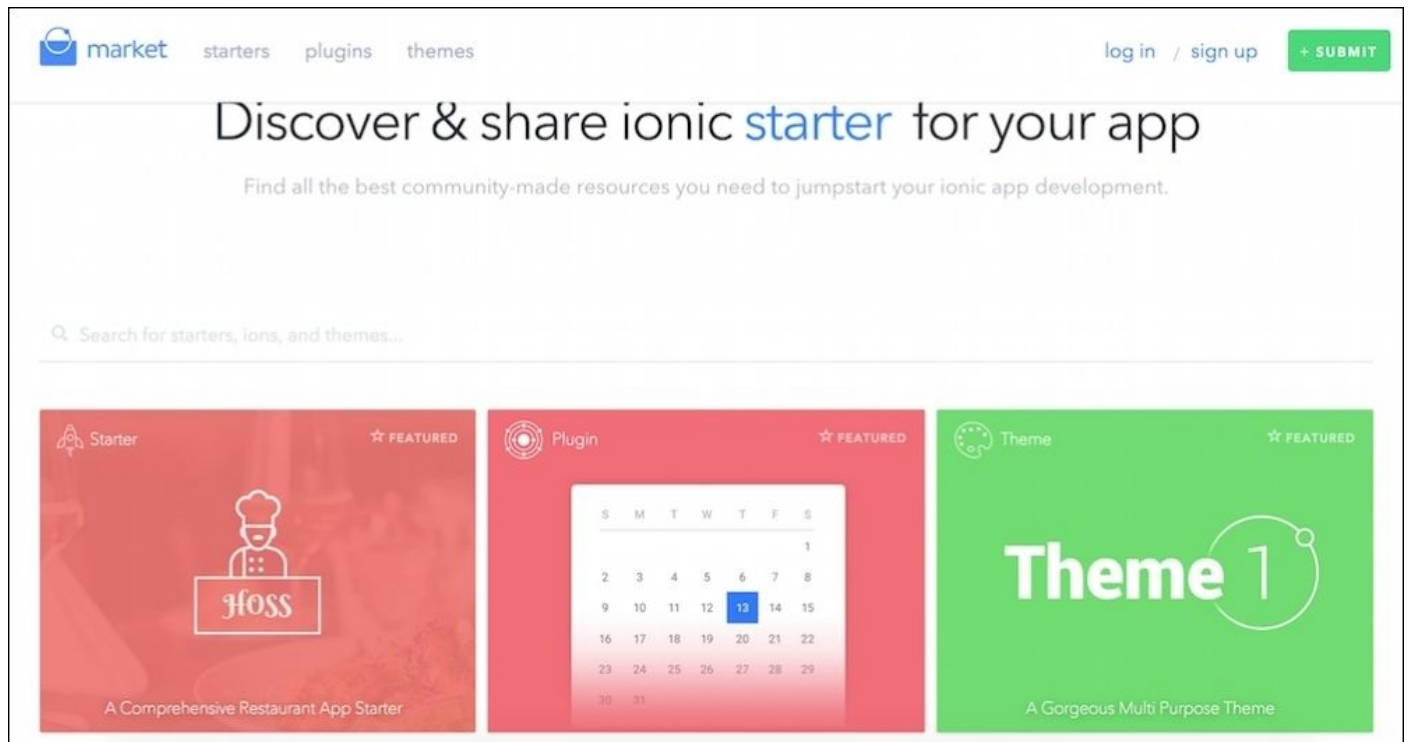 market starters plugins themes log in / sign up + SUBMIT
Discover & share ionic starter for your app
Find all the best community-made resources you need to jumpstart your ionic app development.
Search for starters, ions, and themes...
Starter FEATURED
Hoss
A Comprehensive Restaurant App Starter
Plugin FEATURED
S M T W T F S
1
2 3 4 5 6 7 8
9 10 11 12 13 14 15
16 17 18 19 20 21 22
23 24 25 26 27 28 29
30 31
Theme FEATURED
Theme 1
A Gorgeous Multi Purpose Theme